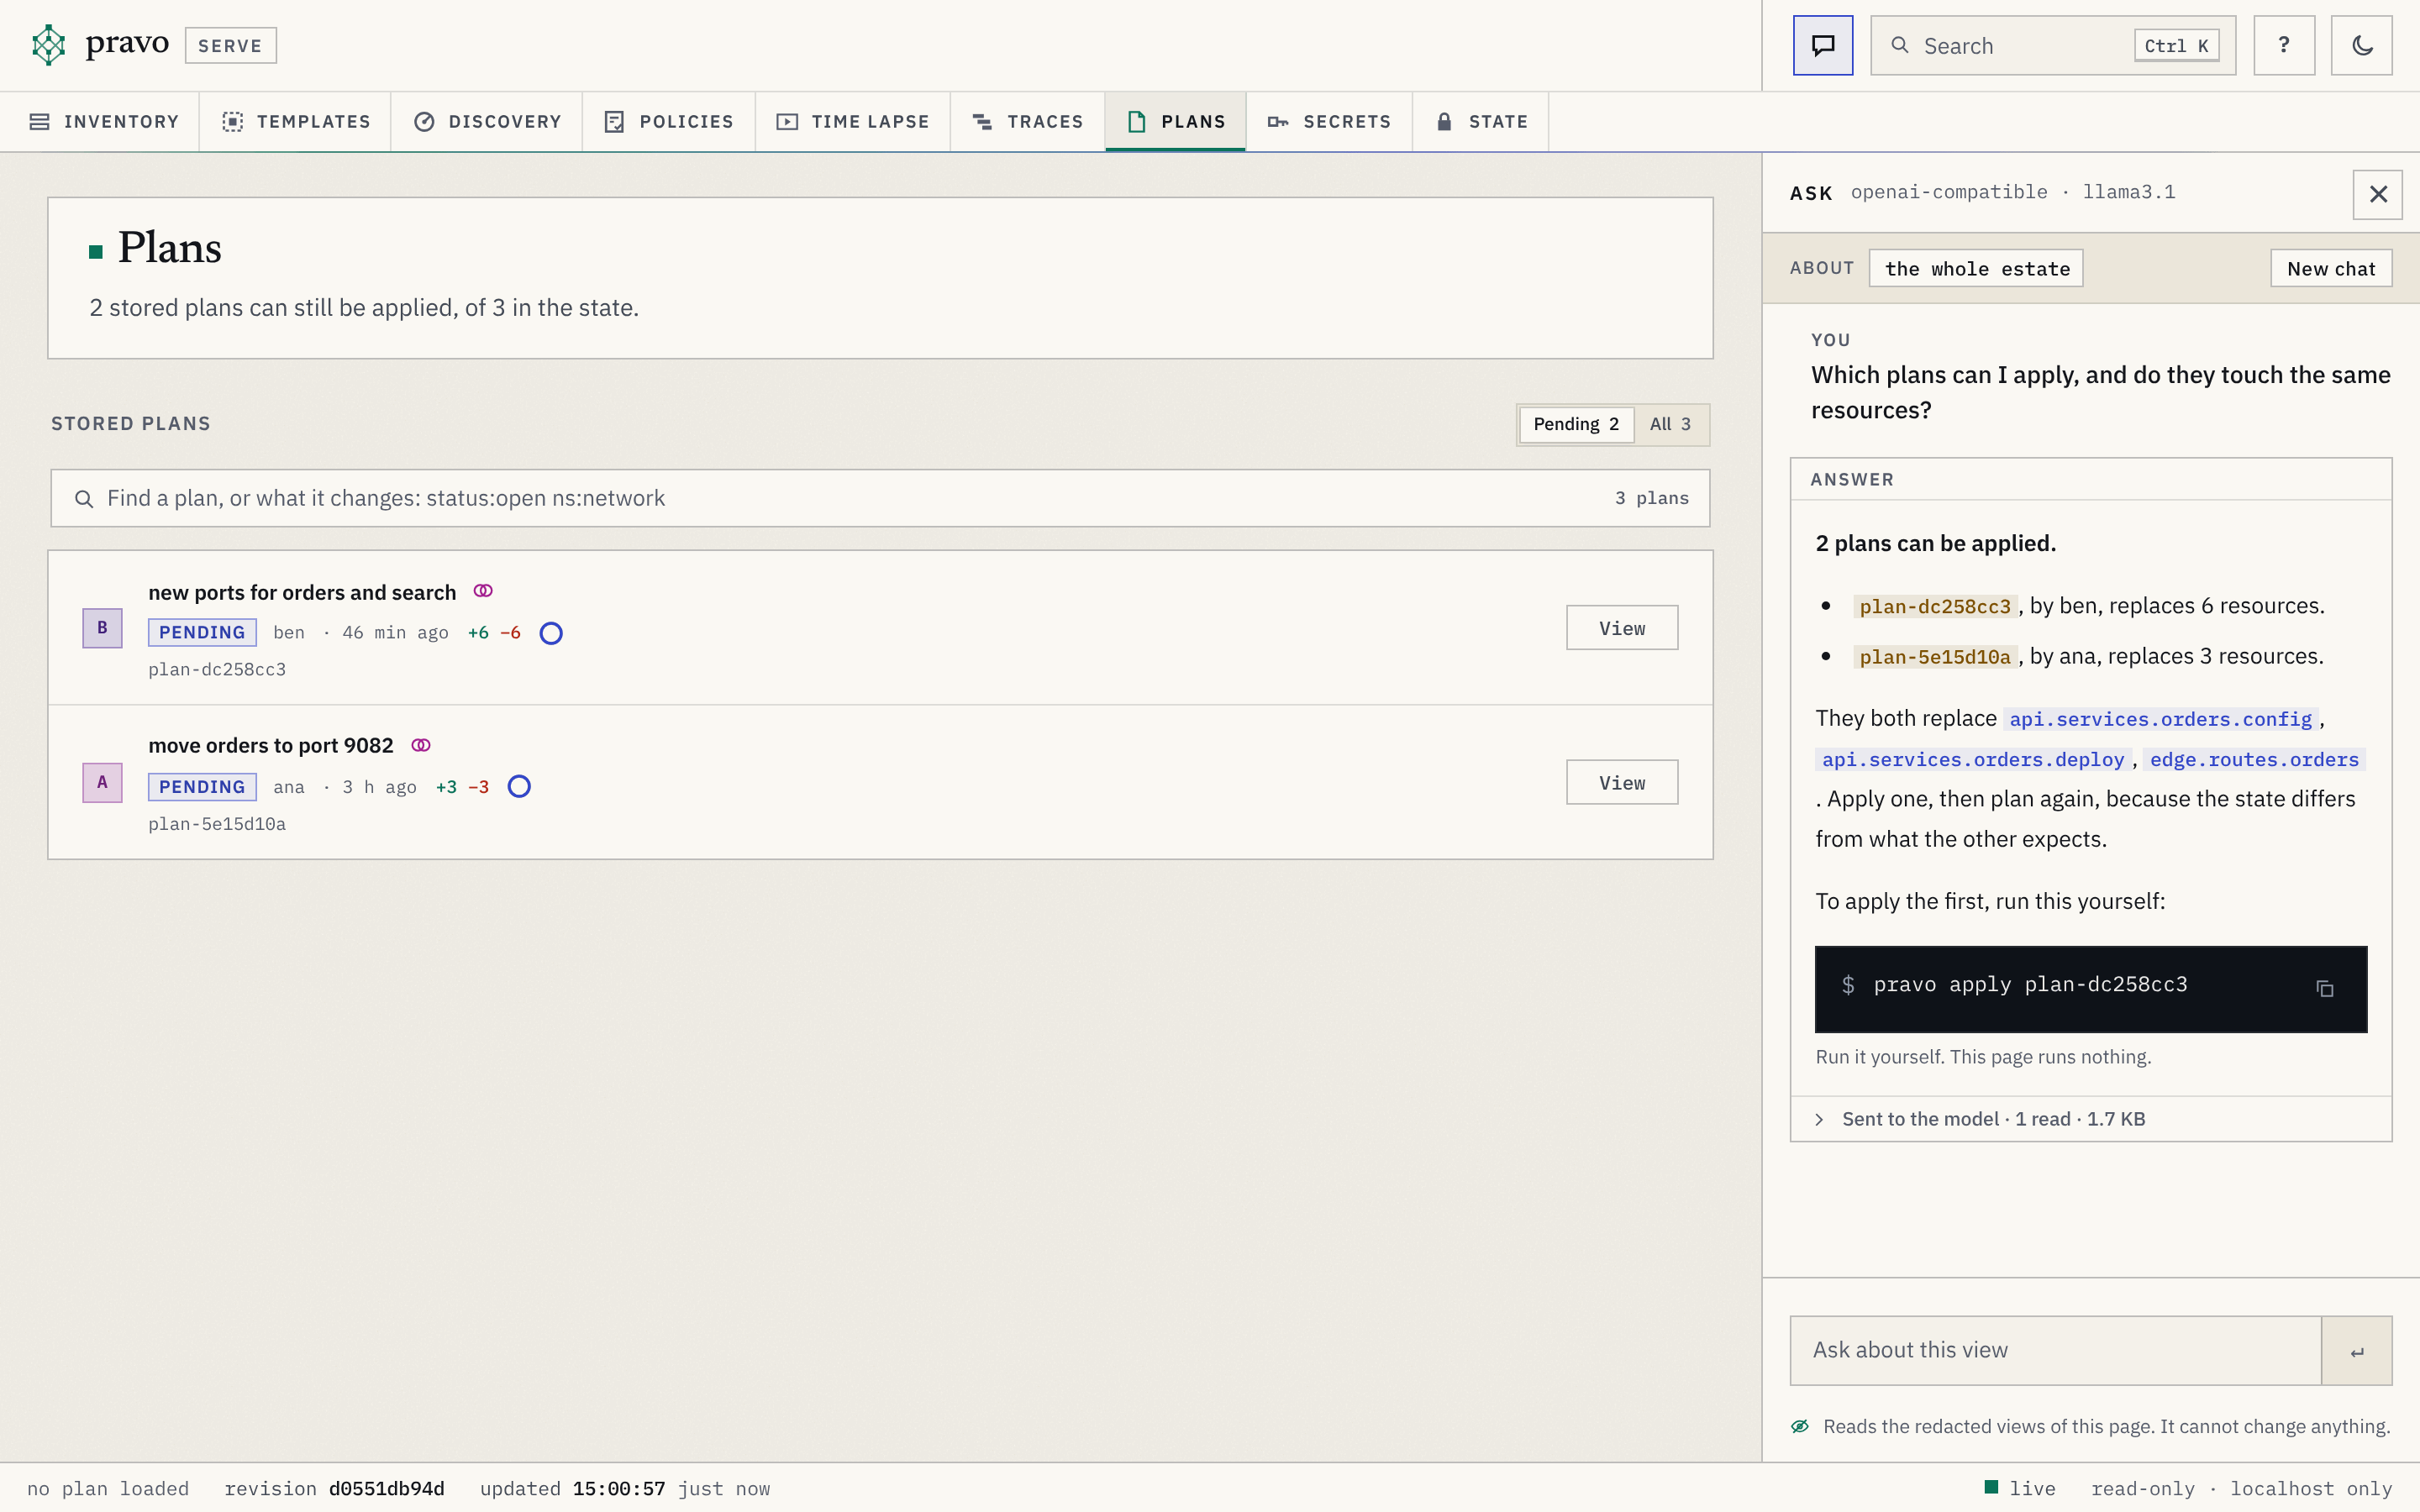 pravo SERVE
Search Ctrl K ?
INVENTORY TEMPLATES DISCOVERY POLICIES TIME LAPSE TRACES PLANS SECRETS STATE
Plans
2 stored plans can still be applied, of 3 in the state.
STORED PLANS
Pending 2 All 3
Find a plan, or what it changes: status:open ns:network 3 plans
B
new ports for orders and search
PENDING ben · 46 min ago +6 −6
plan-dc258cc3
View
A
move orders to port 9082
PENDING ana · 3 h ago +3 −3
plan-5e15d10a
View
ASK openai-compatible · llama3.1
ABOUT the whole estate New chat
YOU
Which plans can I apply, and do they touch the same
resources?
ANSWER
2 plans can be applied.
• plan-dc258cc3, by ben, replaces 6 resources.
• plan-5e15d10a, by ana, replaces 3 resources.
They both replace api.services.orders.config,
api.services.orders.deploy, edge.routes.orders
. Apply one, then plan again, because the state differs
from what the other expects.
To apply the first, run this yourself:
$ pravo apply plan-dc258cc3
Run it yourself. This page runs nothing.
Sent to the model · 1 read · 1.7 KB
Ask about this view ↵
Reads the redacted views of this page. It cannot change anything.
no plan loaded revision d0551db94d updated 15:00:57 just now
live read-only · localhost only